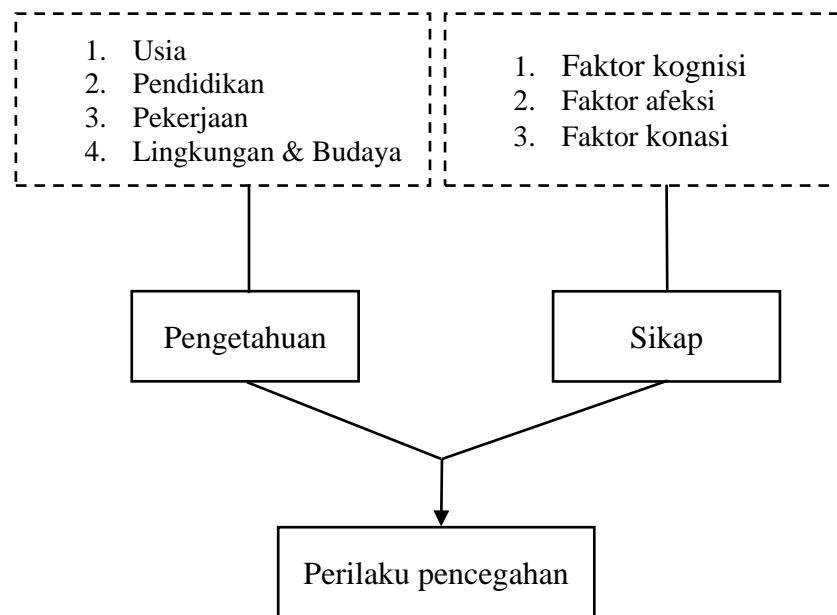 1. Usia
2. Pendidikan
3. Pekerjaan
4. Lingkungan & Budaya
1. Faktor kognisi
2. Faktor afeksi
3. Faktor konasi
Pengetahuan
Sikap
Perilaku pencegahan